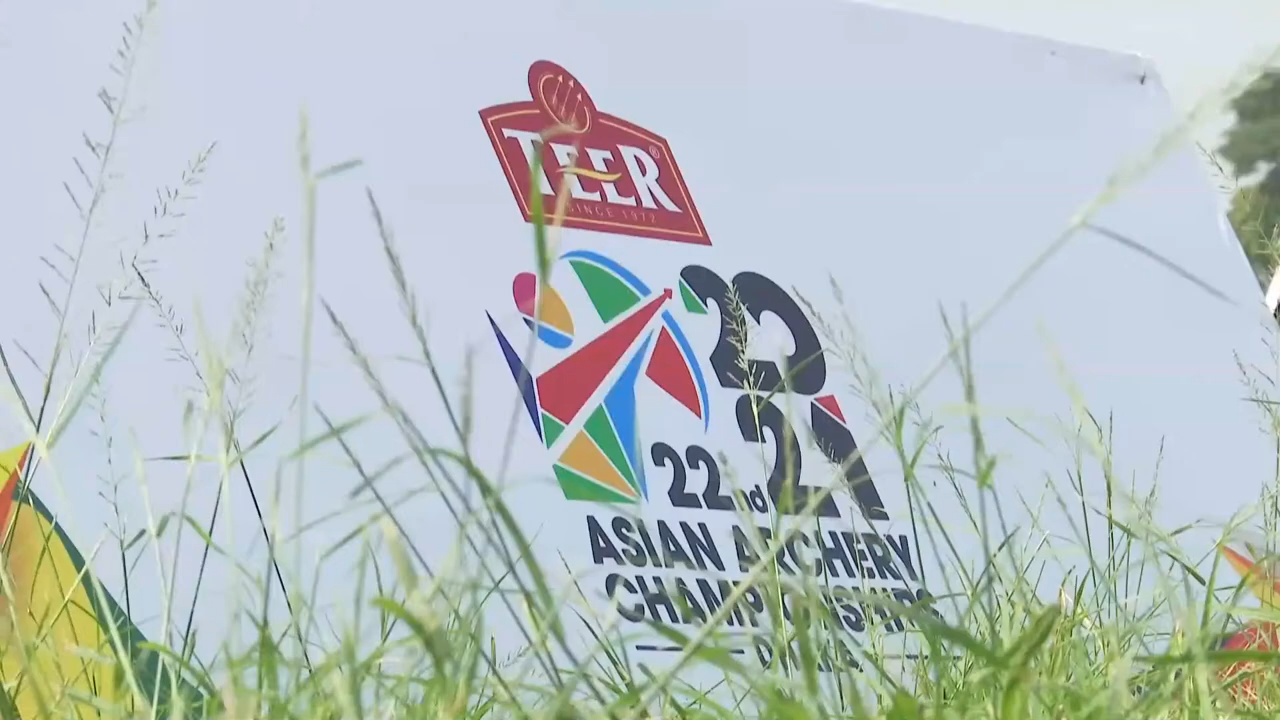 TEER®
SINCE 1972
2021
22nd
ASIAN ARCHERY
CHAMPIONSHIPS
DHAKA